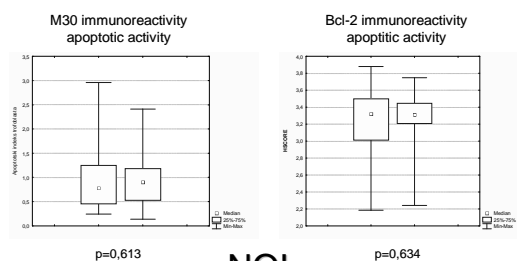 M30 immunoreactivity
apoptotic activity
Bcl-2 immunoreactivity
apoptitic activity
3,5
3,0
2,5
2,0
1,5
1,0
0,5
0,0
Median
25%-75%
Min-Max
4,0
3,8
3,6
3,4
3,2
3,0
2,8
2,6
2,4
2,2
2,0
HSCORE
Median
25%-75%
Min-Max
p=0,613
p=0,634